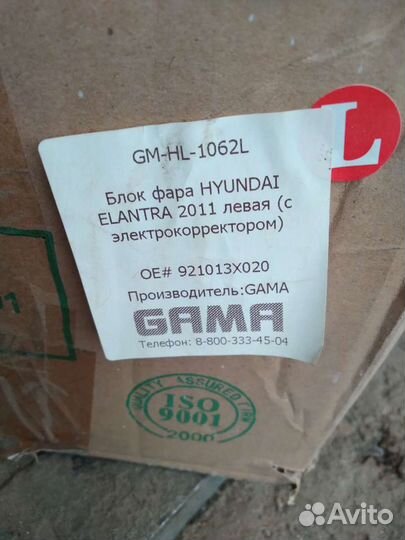 L
GM-HL-1062L
Блок фара HYUNDAI
ELANTRA 2011 левая (с
электрокорректором)
OE# 921013X020
Производитель:GAMA
GAMA
Телефон: 8-800-333-45-04
QUALITY ASSURED FIRM
ISO
9001
2000
Avito